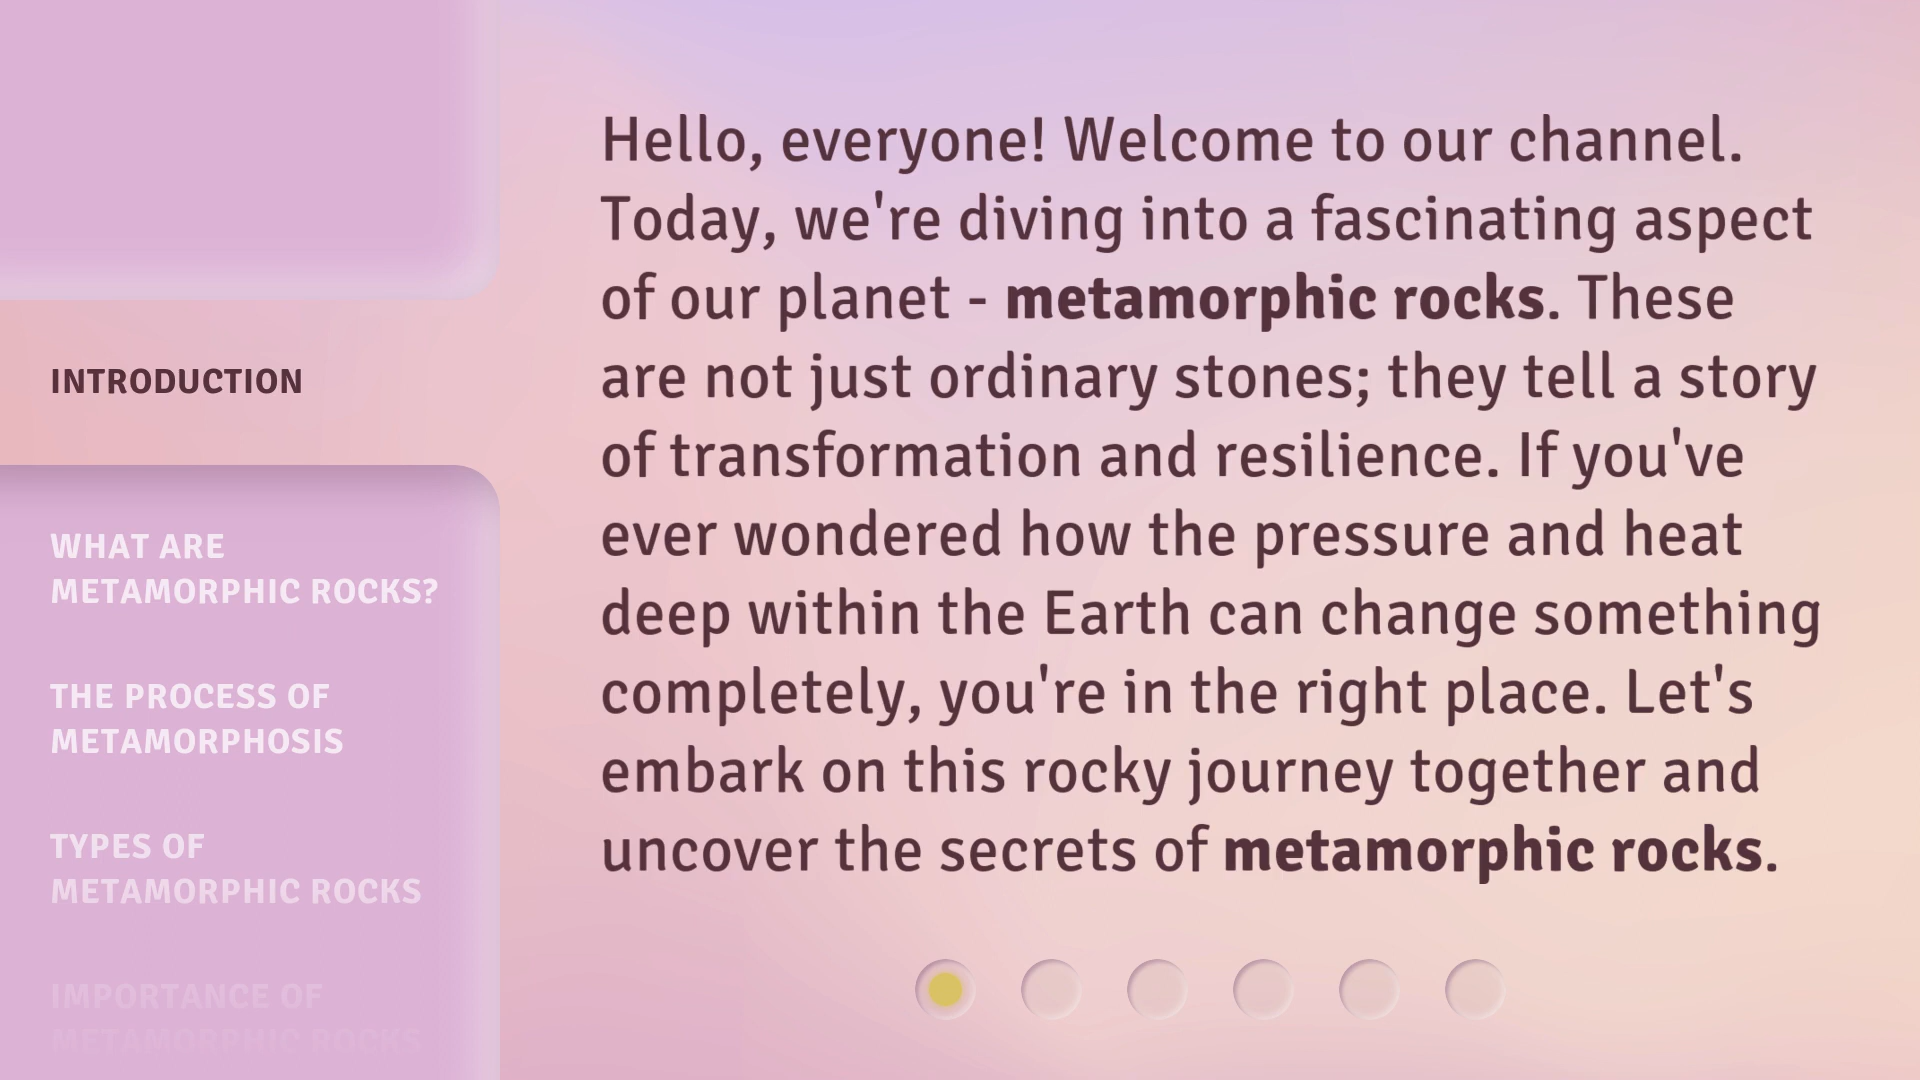 INTRODUCTION
WHAT ARE
METAMORPHIC ROCKS?
THE PROCESS OF
METAMORPHOSIS
TYPES OF
METAMORPHIC ROCKS
IMPORTANCE OF
METAMORPHIC ROCKS
Hello, everyone! Welcome to our channel.
Today, we're diving into a fascinating aspect
of our planet - metamorphic rocks. These
are not just ordinary stones; they tell a story
of transformation and resilience. If you've
ever wondered how the pressure and heat
deep within the Earth can change something
completely, you're in the right place. Let's
embark on this rocky journey together and
uncover the secrets of metamorphic rocks.